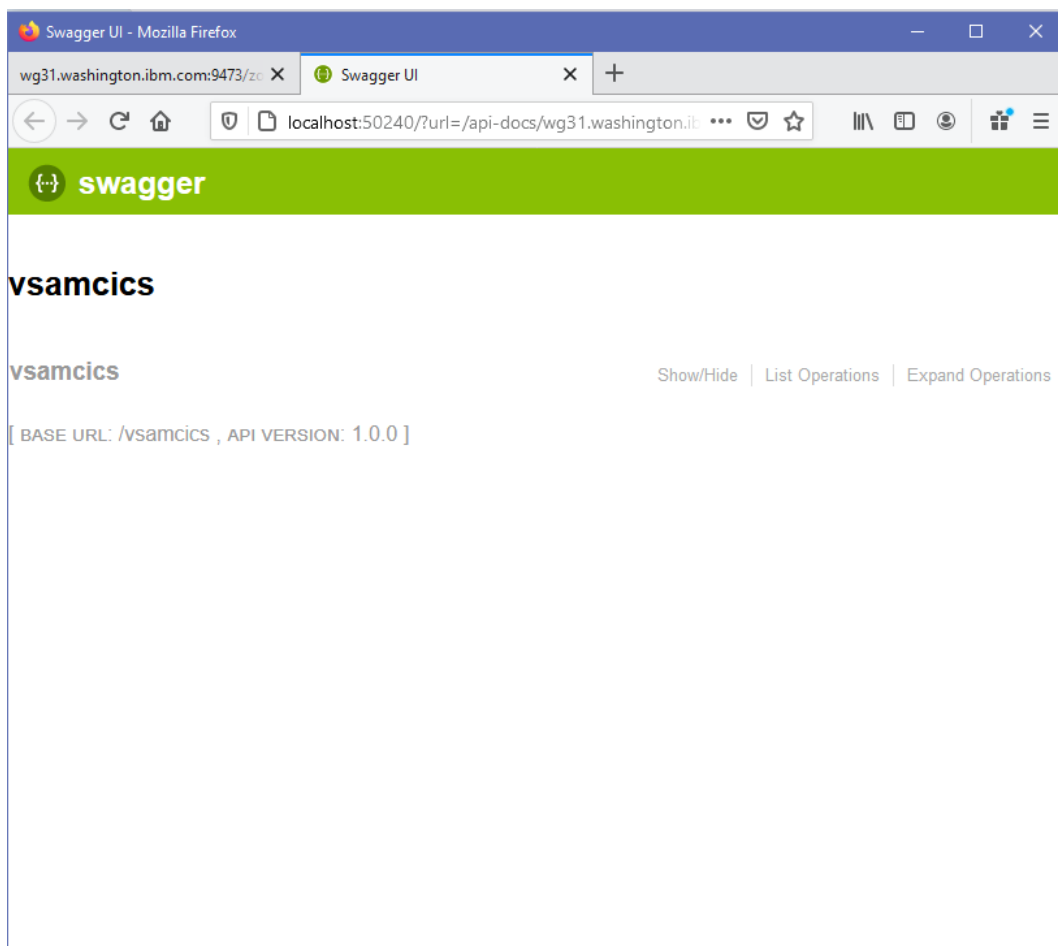 Swagger UI - Mozilla Firefox
wg31.washington.ibm.com:9473/zo
Swagger UI
localhost:50240/?url=/api-docs/wg31.washington.ib
swagger
vsamcics
vsamcics Show/Hide List Operations Expand Operations
[ BASE URL: /vsamcics , API VERSION: 1.0.0 ]